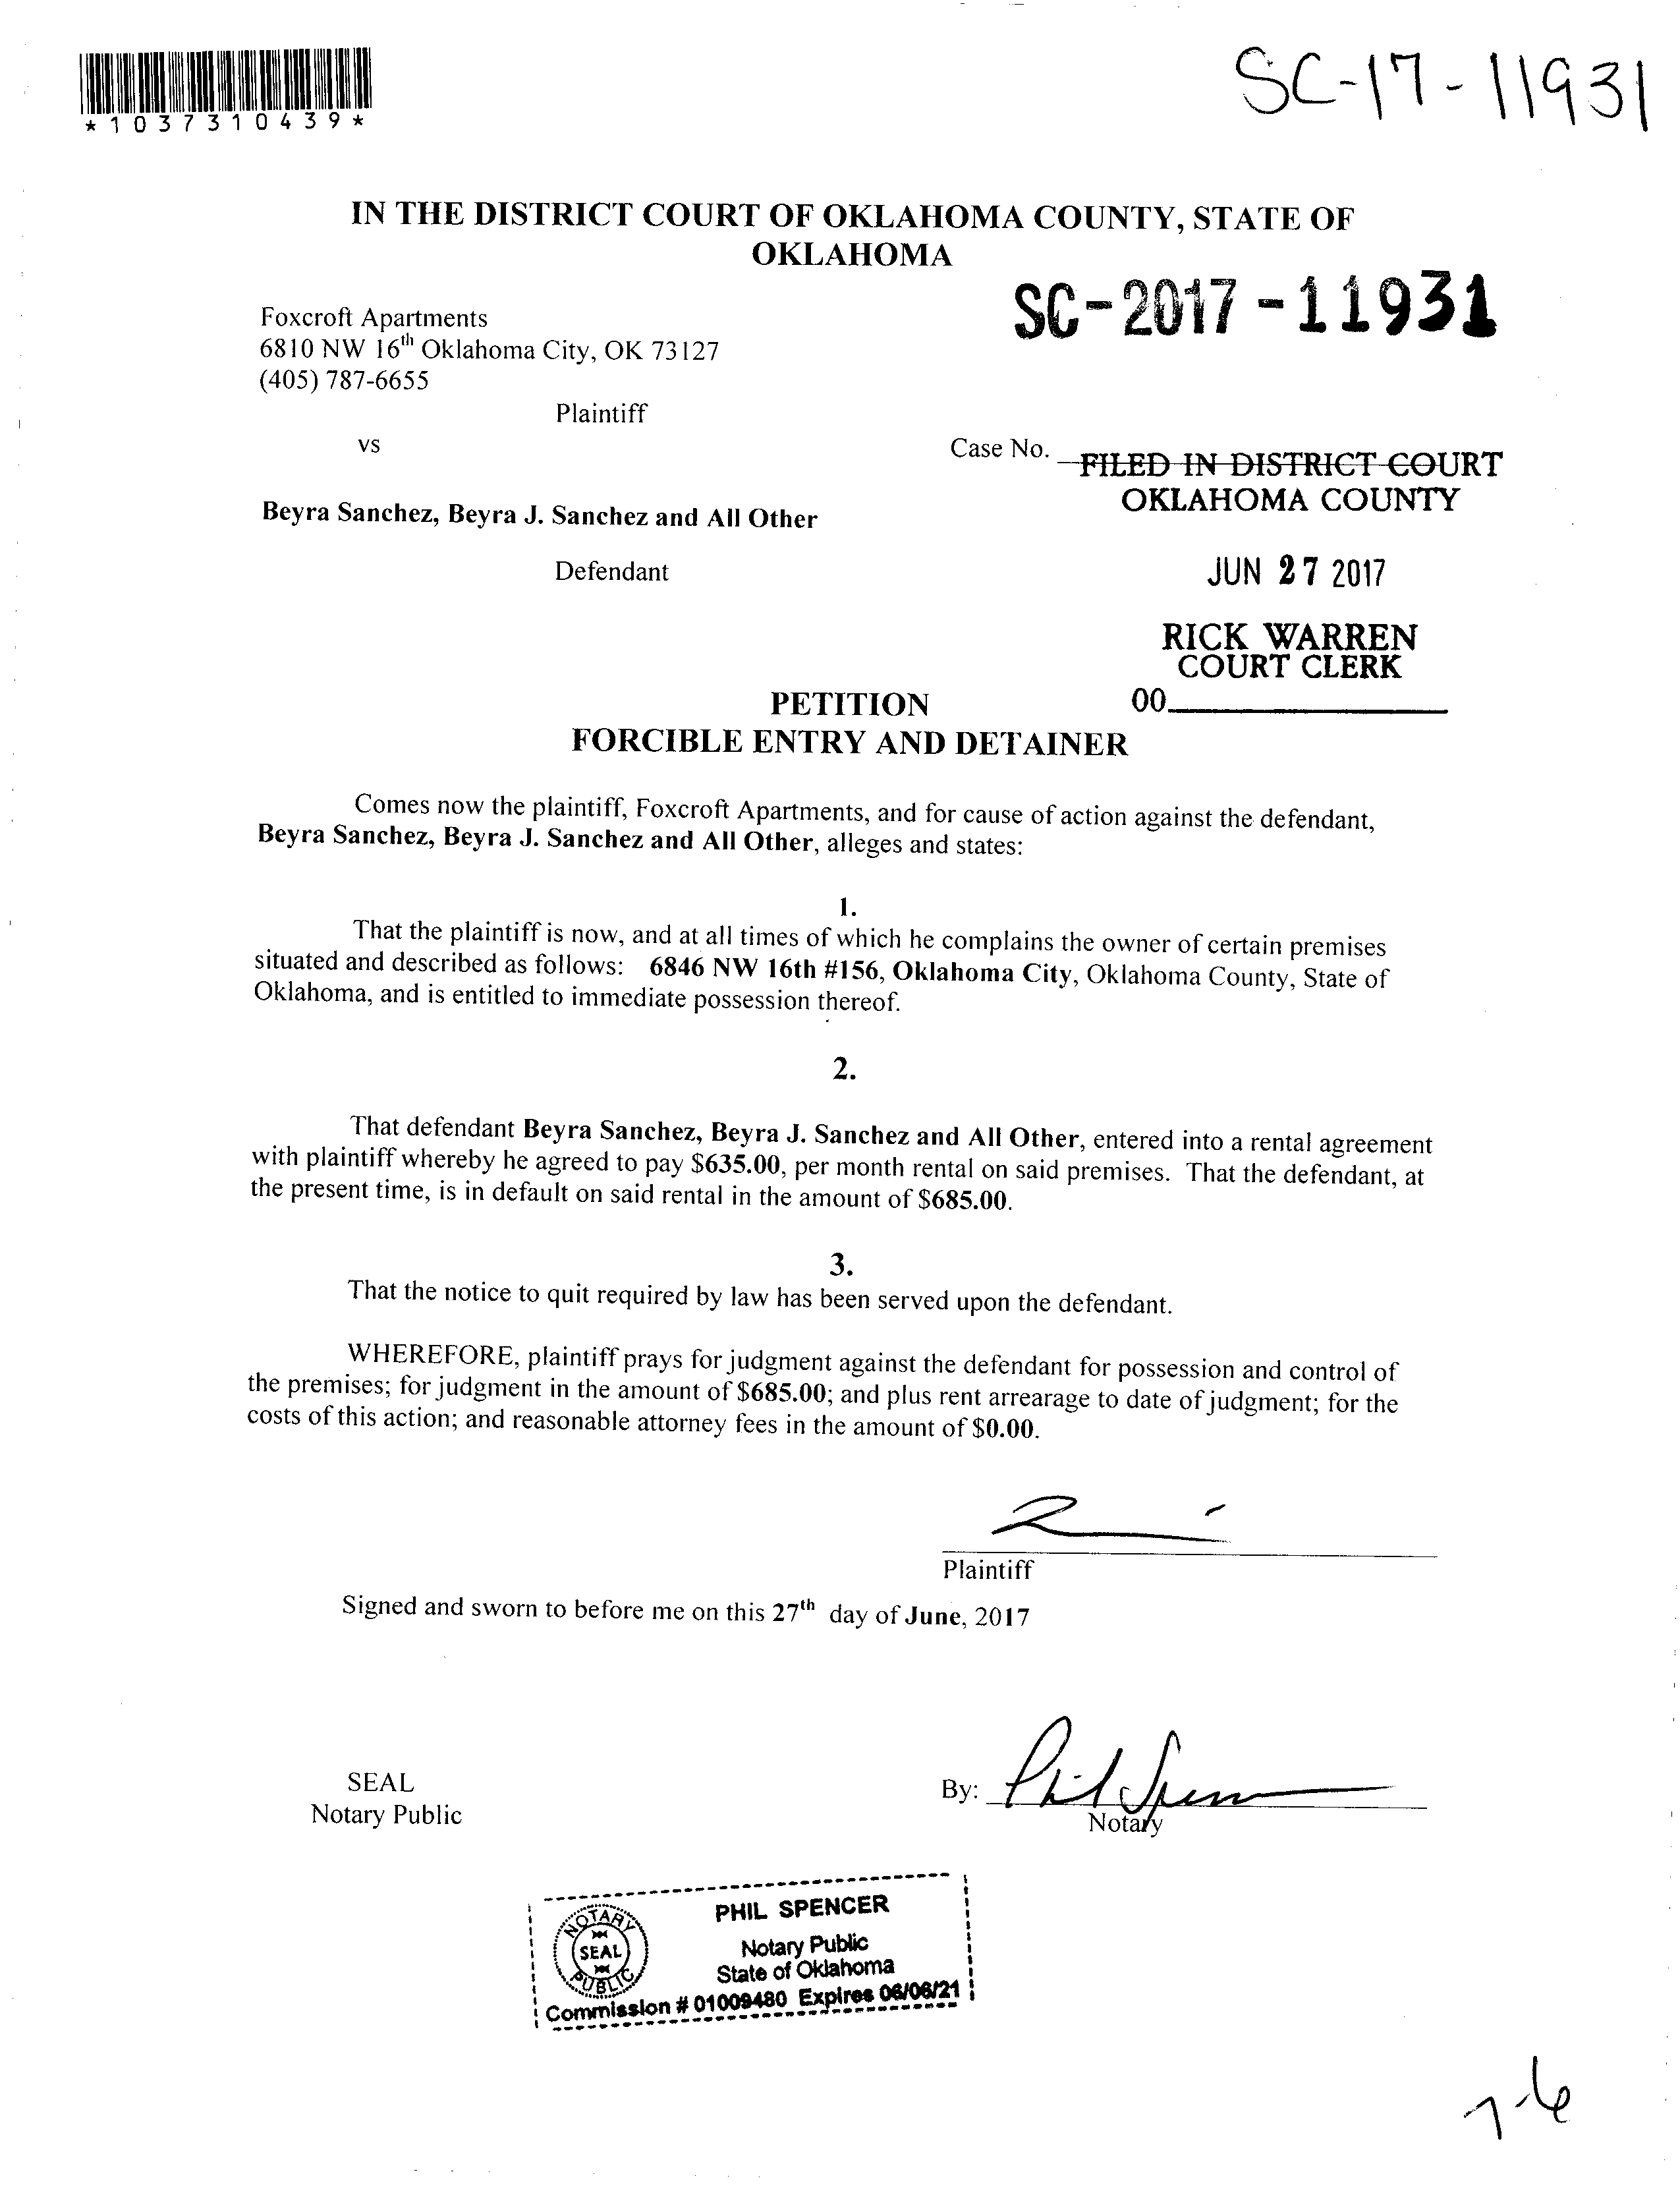 *1037310439*
SC-17-11931
IN THE DISTRICT COURT OF OKLAHOMA COUNTY, STATE OF
OKLAHOMA
SC-2017-11931
Foxcroft Apartments
6810 NW 16th Oklahoma City, OK 73127
(405) 787-6655
Plaintiff
vs
Case No.
FILED IN DISTRICT COURT
OKLAHOMA COUNTY
Beyra Sanchez, Beyra J. Sanchez and All Other
Defendant
JUN 27 2017
RICK WARREN
COURT CLERK
00
PETITION
FORCIBLE ENTRY AND DETAINER
Comes now the plaintiff, Foxcroft Apartments, and for cause of action against the defendant,
Beyra Sanchez, Beyra J. Sanchez and All Other, alleges and states:
1.
That the plaintiff is now, and at all times of which he complains the owner of certain premises
situated and described as follows: 6846 NW 16th #156, Oklahoma City, Oklahoma County, State of
Oklahoma, and is entitled to immediate possession thereof.
2.
That defendant Beyra Sanchez, Beyra J. Sanchez and All Other, entered into a rental agreement
with plaintiff whereby he agreed to pay $635.00, per month rental on said premises. That the defendant, at
the present time, is in default on said rental in the amount of $685.00.
3.
That the notice to quit required by law has been served upon the defendant.
WHEREFORE, plaintiff prays for judgment against the defendant for possession and control of
the premises; for judgment in the amount of $685.00; and plus rent arrearage to date of judgment; for the
costs of this action; and reasonable attorney fees in the amount of $0.00.
Plaintiff
Signed and sworn to before me on this 27th day of June, 2017
SEAL
Notary Public
By: Phil Spencer
Notary
NOTARY
SEAL
PUBLIC
PHIL SPENCER
Notary Public
State of Oklahoma
Commission # 01009480 Expires 06/06/21
7-6